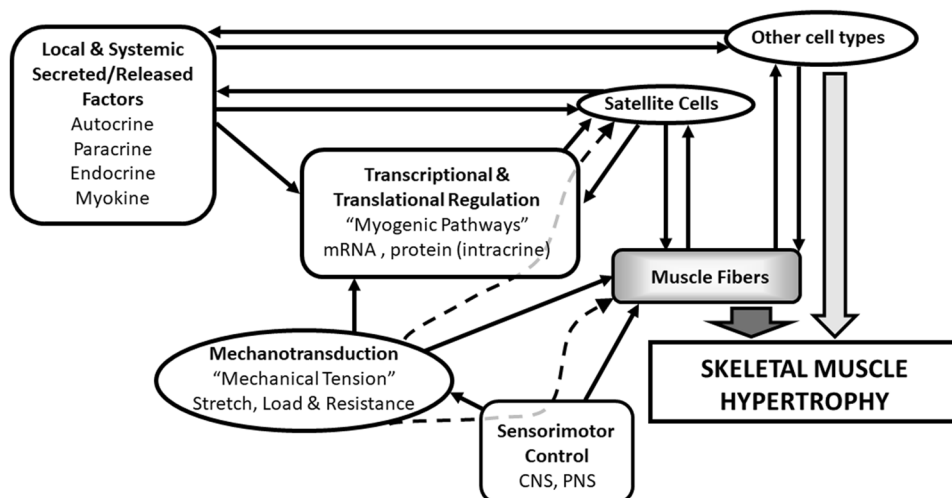 Local & Systemic
Secreted/Released
Factors
Autocrine
Paracrine
Endocrine
Myokine
Other cell types
Satellite Cells
Transcriptional &
Translational Regulation
“Myogenic Pathways”
mRNA , protein (intracrine)
Muscle Fibers
Mechanotransduction
“Mechanical Tension”
Stretch, Load & Resistance
SKELETAL MUSCLE
HYPERTROPHY
Sensorimotor
Control
CNS, PNS